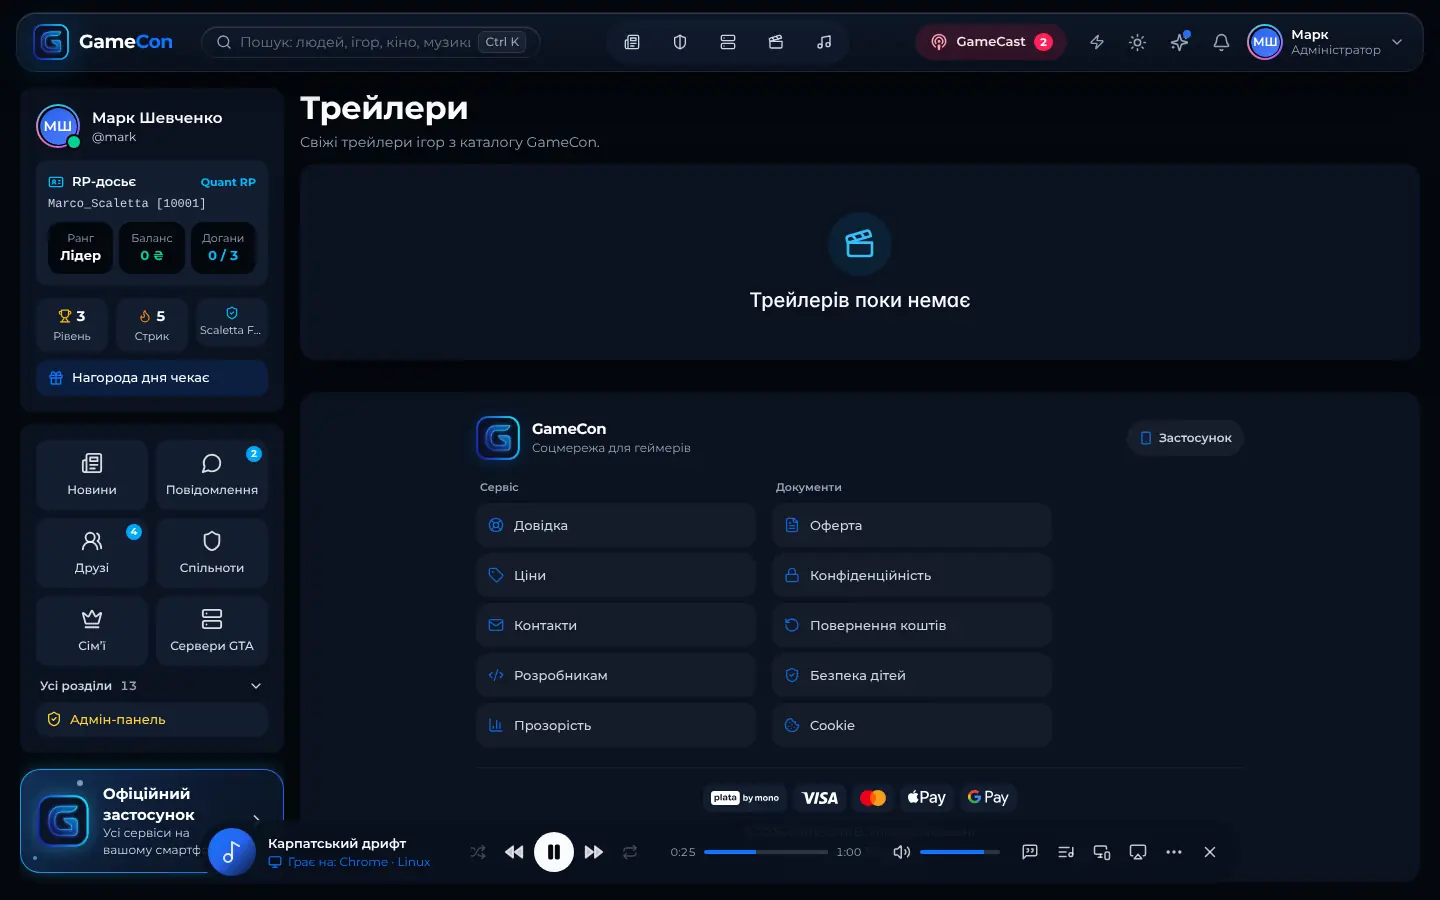 GameCon
Пошук: людей, ігор, кіно, музики
Ctrl K
GameCast 2
МШ
Марк
Адміністратор
МШ
Марк Шевченко
@mark
RP-досьє
Quant RP
Marco_Scaletta [10001]
Ранг
Лідер
Баланс
0 ₴
Догани
0 / 3
3
Рівень
5
Стрик
Scaletta F...
Нагорода дня чекає
Новини
Повідомлення
2
Друзі
4
Спільноти
Сім'ї
Сервери GTA
Усі розділи 13
Адмін-панель
Офіційний
застосунок
Усі сервіси на
вашому смартф
Трейлери
Свіжі трейлери ігор з каталогу GameCon.
Трейлерів поки немає
GameCon
Соцмережа для геймерів
Застосунок
Сервіс
Довідка
Ціни
Контакти
Розробникам
Прозорість
Документи
Оферта
Конфіденційність
Повернення коштів
Безпека дітей
Cookie
plata by mono
VISA
Pay
G Pay
Карпатський дрифт
Грає на: Chrome · Linux
0:25
1:00